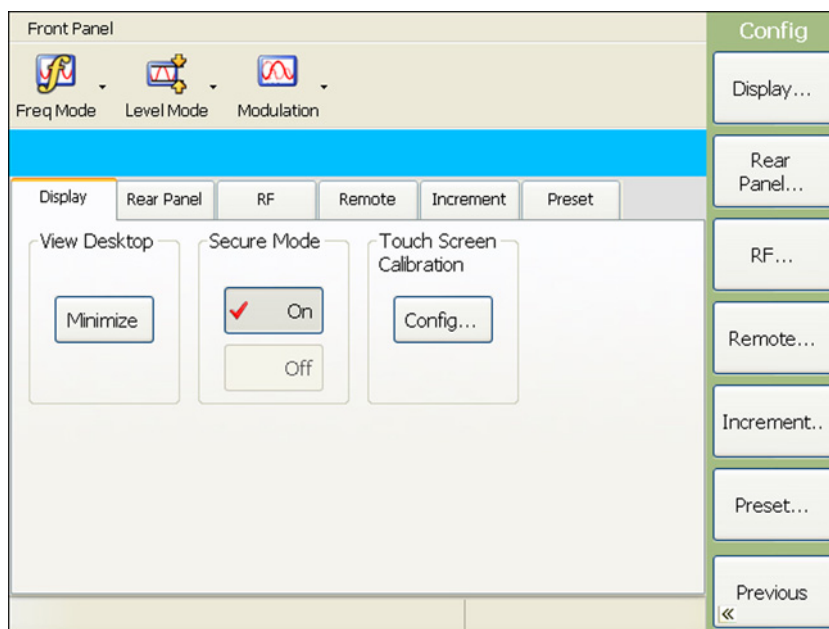 Front Panel
Freq Mode
Level Mode
Modulation
Display
Rear Panel
RF
Remote
Increment
Preset
View Desktop
Minimize
Secure Mode
On
Off
Touch Screen
Calibration
Config...
Config
Display...
Rear
Panel...
RF...
Remote...
Increment..
Preset...
Previous
«